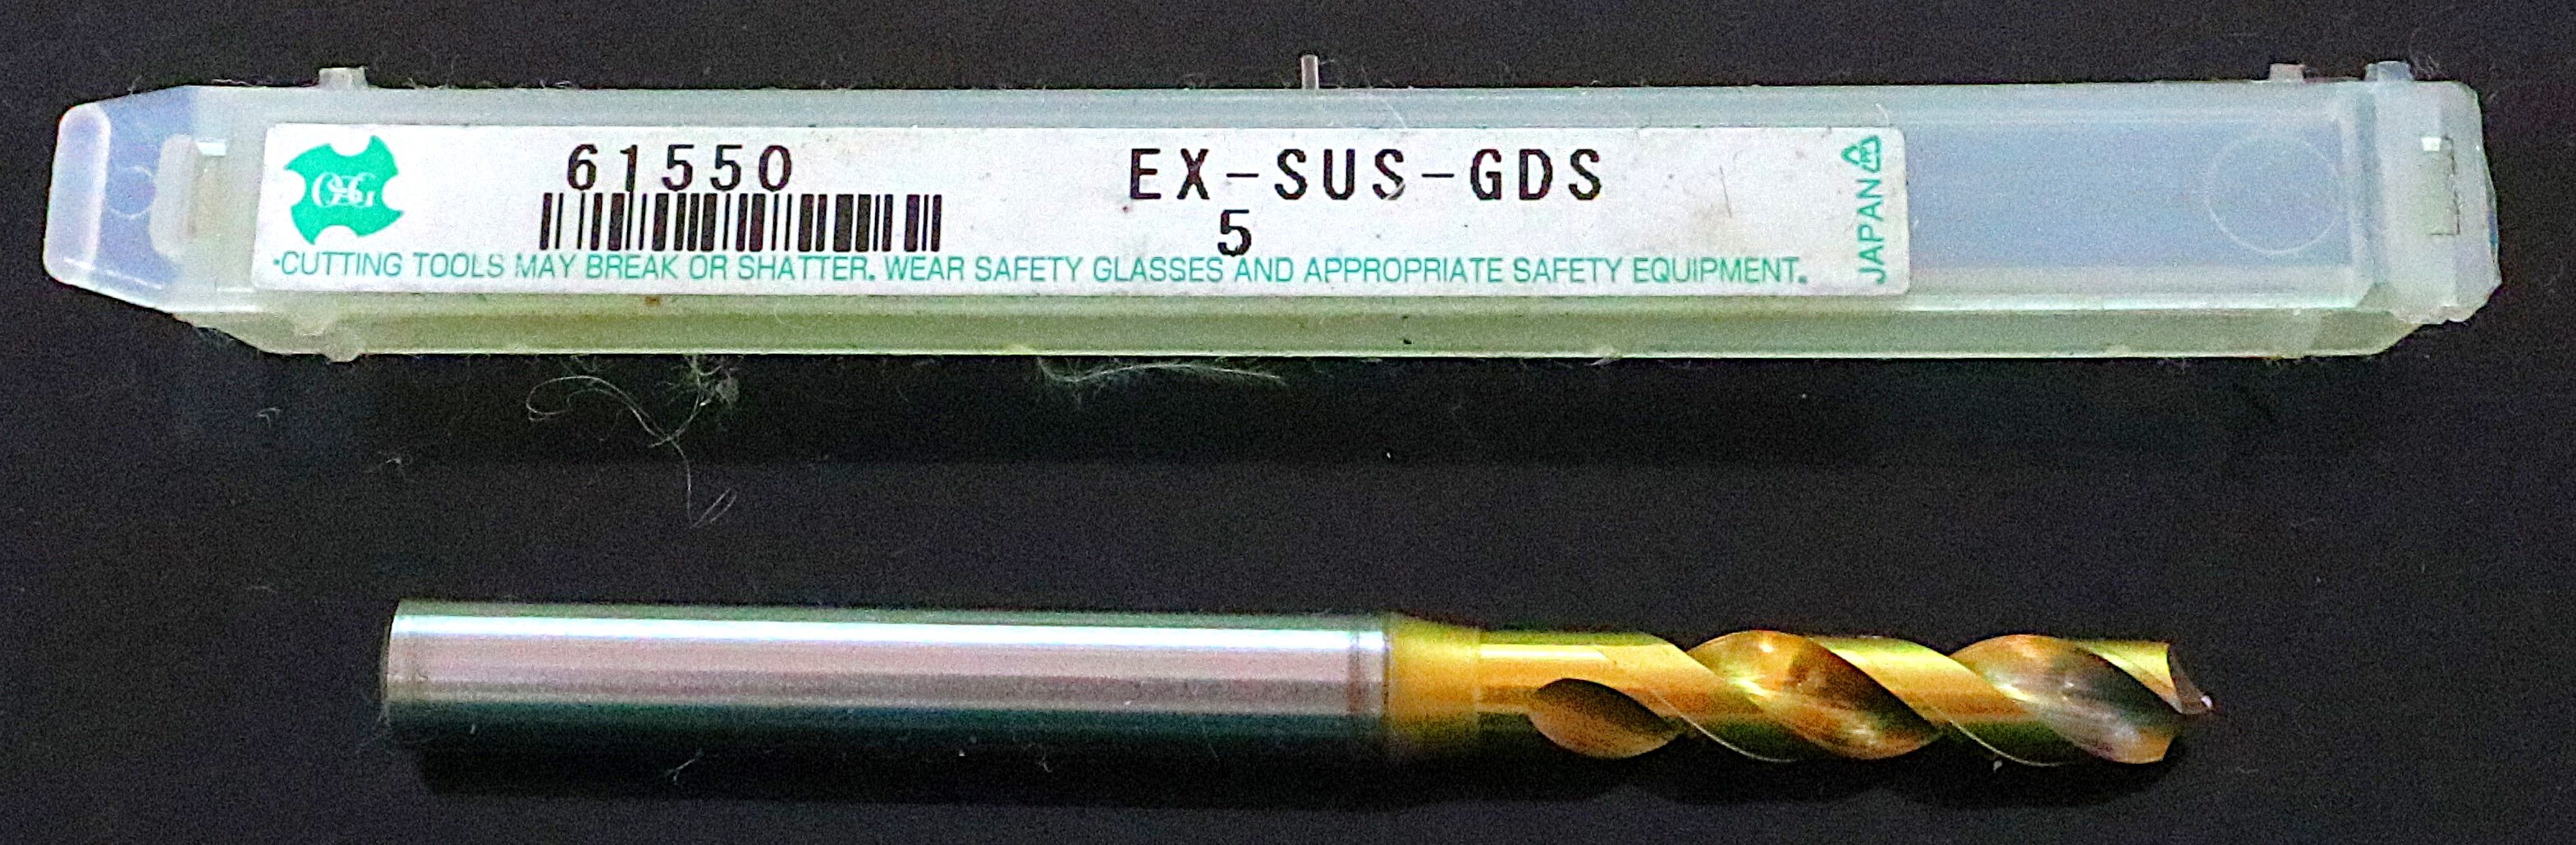 OSG
61550
EX-SUS-GDS
5
•CUTTING TOOLS MAY BREAK OR SHATTER. WEAR SAFETY GLASSES AND APPROPRIATE SAFETY EQUIPMENT.
JAPAN